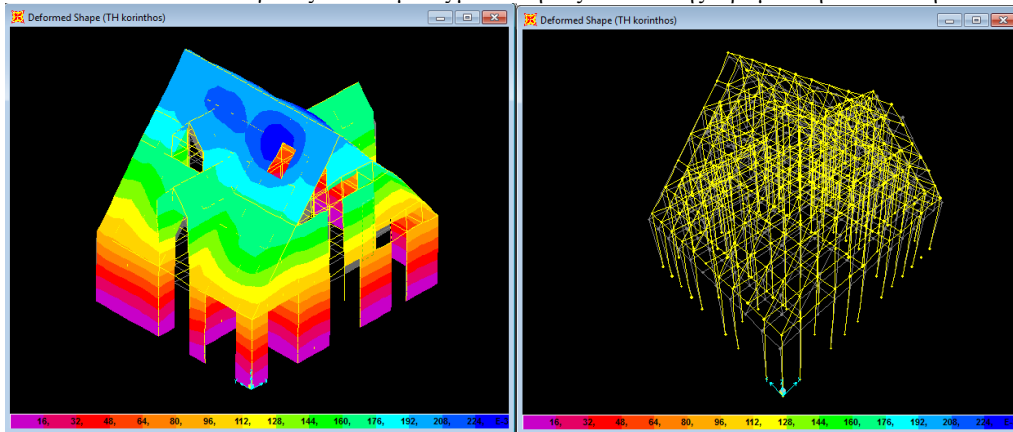 Deformed Shape (TH korinthos)
Deformed Shape (TH korinthos)
16, 32, 48, 64, 80, 96, 112, 128, 144, 160, 176, 192, 208, 224, E-3
16, 32, 48, 64, 80, 96, 112, 128, 144, 160, 176, 192, 208, 224,